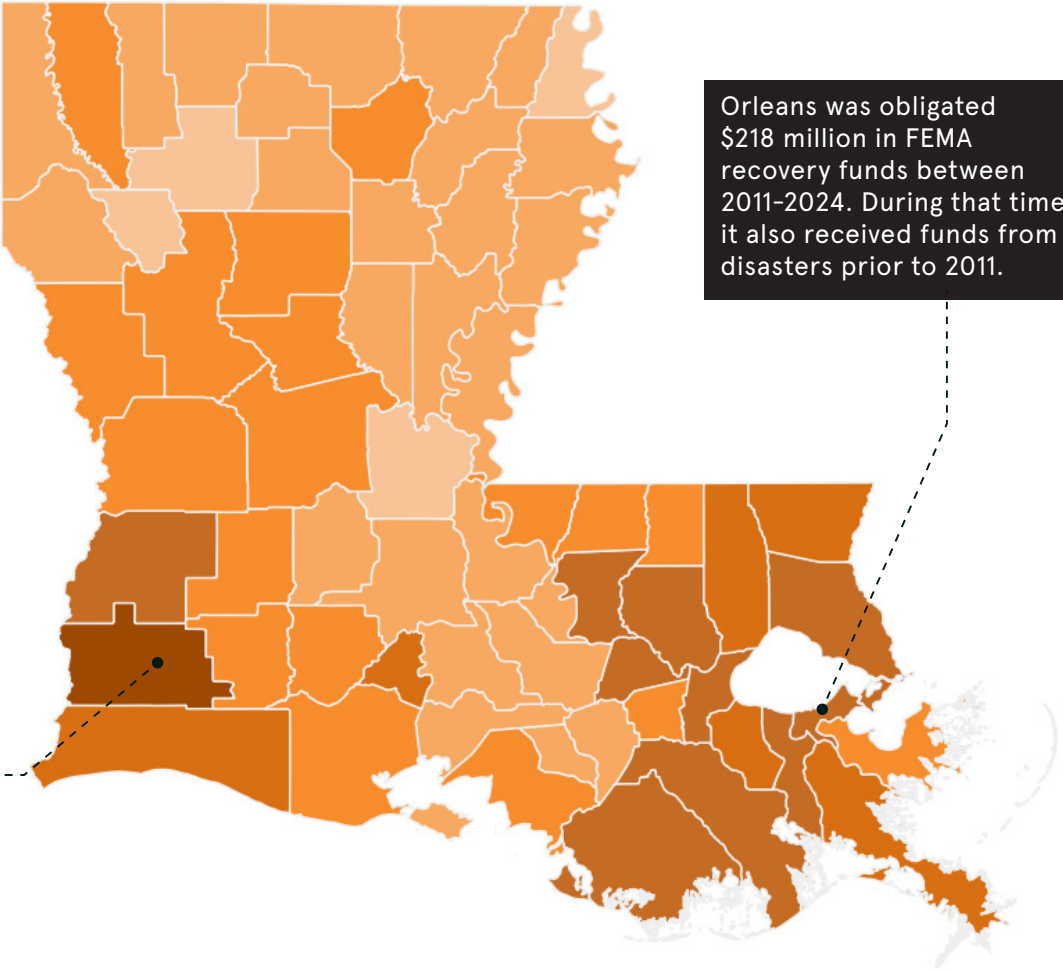 Orleans was obligated
$218 million in FEMA
recovery funds between
2011-2024. During that time
it also received funds from
disasters prior to 2011.